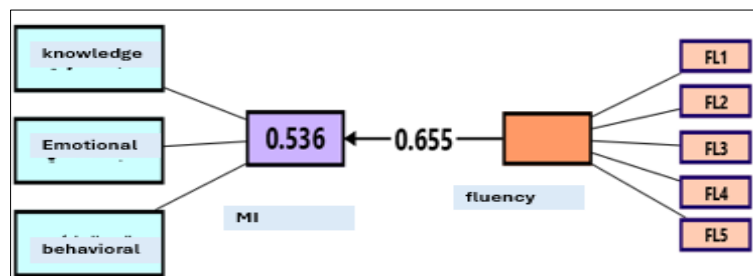 knowledge
Emotional
behavioral
0.536
MI
0.655
fluency
FL1
FL2
FL3
FL4
FL5